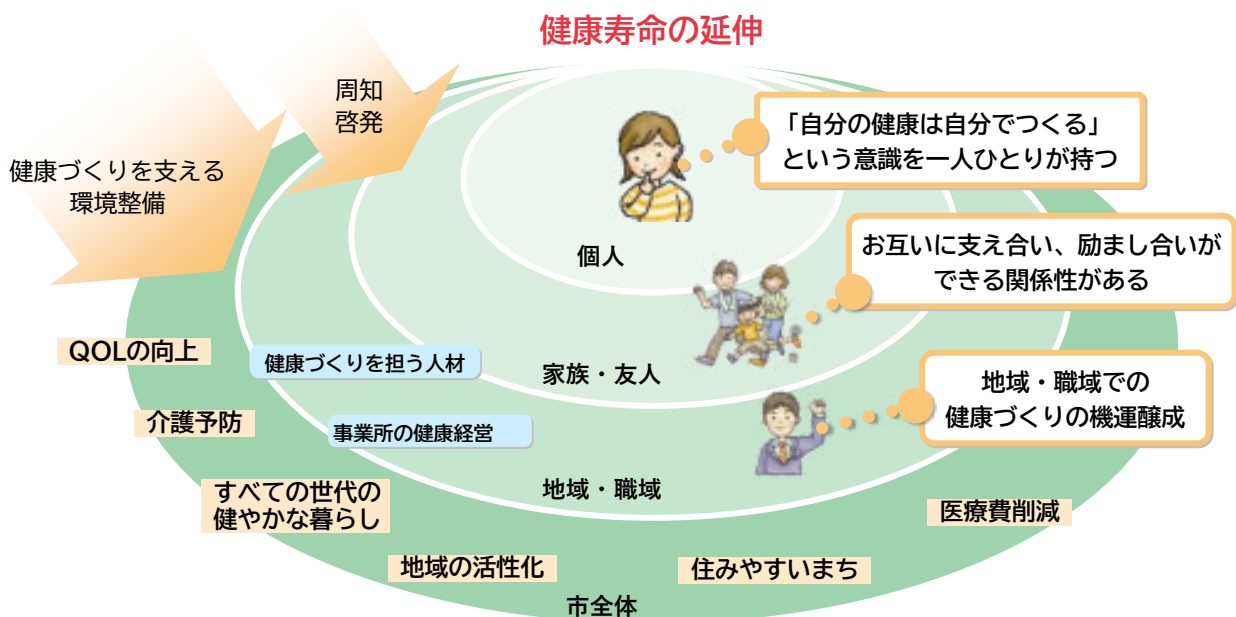 健康寿命の延伸
周知
啓発
健康づくりを支える
環境整備
「自分の健康は自分でつくる」
という意識を一人ひとりが持つ
個人
お互いに支え合い、励まし合いが
できる関係性がある
家族・友人
健康づくりを担う人材
地域・職域での
健康づくりの機運醸成
事業所の健康経営
地域・職域
QOLの向上
介護予防
すべての世代の
健やかな暮らし
地域の活性化
住みやすいまち
医療費削減
市全体